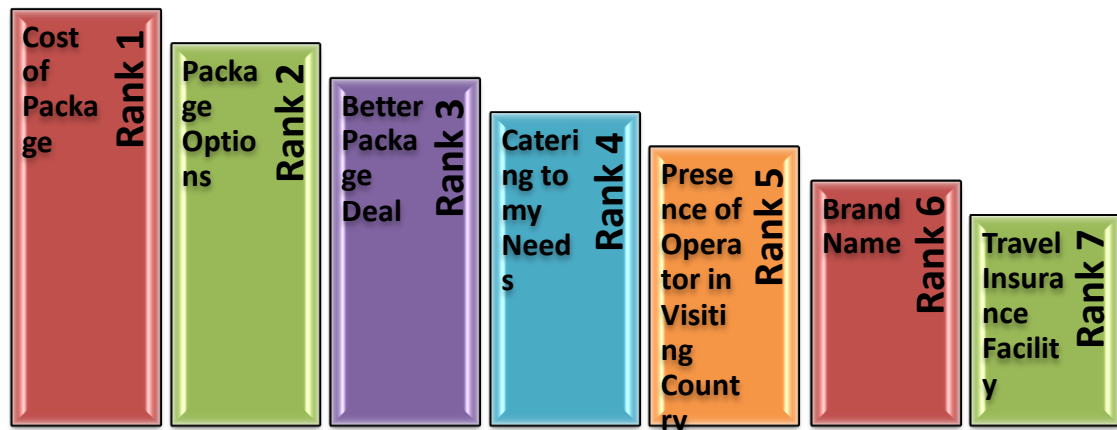 Cost
of
Packa
ge
Rank 1
Packa
ge
Optio
ns
Rank 2
Better
Packa
ge
Deal
Rank 3
Cateri
ng to
my
Need
s
Rank 4
Prese
nce of
Opera
tor in
Visiti
ng
Count
ry
Rank 5
Brand
Name
Rank 6
Travel
Insura
nce
Facilit
y
Rank 7